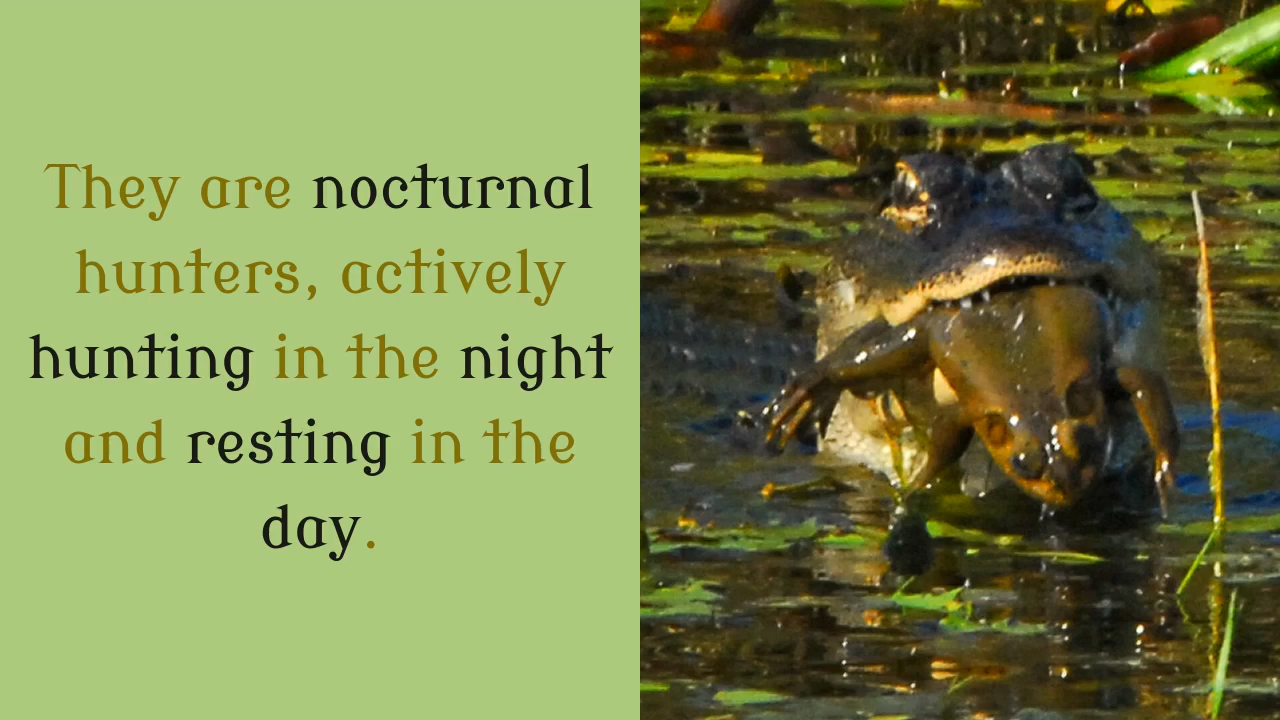 They are nocturnal
hunters, actively
hunting in the night
and resting in the
day.